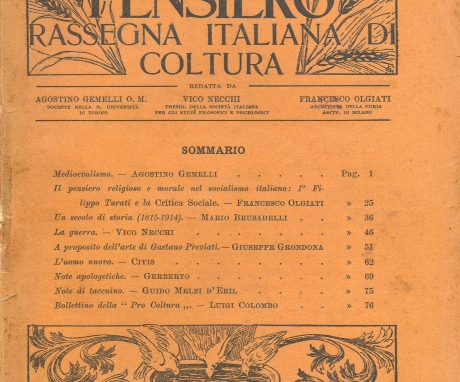 PENSIERO
RASSEGNA ITALIANA DI
COLTURA
REDATTA DA
AGOSTINO GEMELLI O. M. VICO NECCHI FRANCESCO OLGIATI
DOCENTE NELLA R. UNIVERSITÀ PRESID. DELLA SOCIETÀ ITALIANA ARCHIVISTA DELLA CURIA
DI TORINO PER GLI STUDI FILOSOFICI E PSICOLOGICI ARCIV. DI MILANO
SOMMARIO
Medioevalismo. — AGOSTINO GEMELLI . . . . . Pag. 1
Il pensiero religioso e morale nel socialismo italiano: 1° Fi-
lippo Turati e la Critica Sociale. — FRANCESCO OLGIATI . » 25
Un secolo di storia (1815-1914). — MARIO BRUSADELLI . . » 36
La guerra. — VICO NECCHI . . . . . . » 46
A proposito dell'arte di Gaetano Previati. — GIUSEPPE GRONDONA » 51
L'uomo nuovo. — CIVIS . . . . . . » 62
Note apologetiche. — GERBERTO . . . . . » 69
Note di taccuino. — GUIDO MELZI D'ERIL . . . . » 75
Bollettino della “ Pro Coltura „. — LUIGI COLOMBO . . » 76